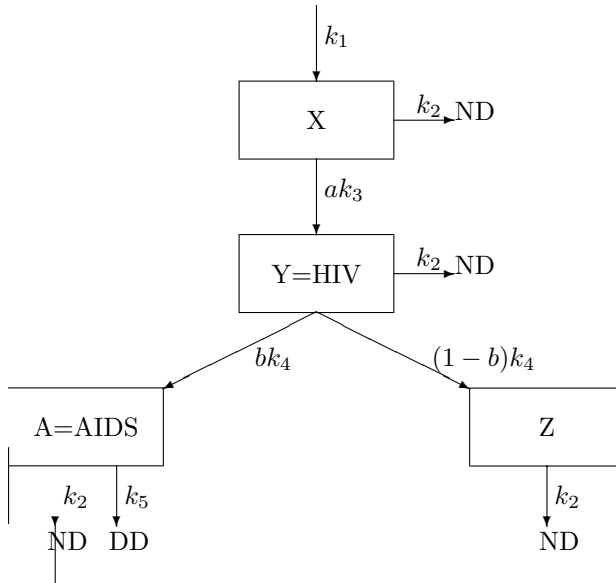 k₁
X
k₂ ND
ak₃
Y=HIV
k₂ ND
bk₄
(1 − b)k₄
A=AIDS
Z
k₂
k₅
k₂
ND
DD
ND